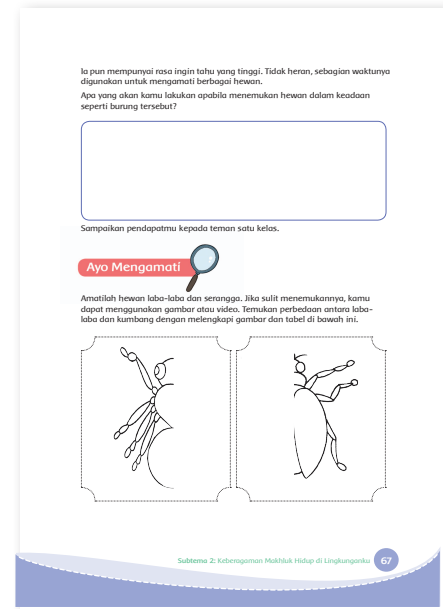 Ia pun mempunyai rasa ingin tahu yang tinggi. Tidak heran, sebagian waktunya
digunakan untuk mengamati berbagai hewan.
Apa yang akan kamu lakukan apabila menemukan hewan dalam keadaan
seperti burung tersebut?
Sampaikan pendapatmu kepada teman satu kelas.
Ayo Mengamati
Amatilah hewan laba-laba dan serangga. Jika sulit menemukannya, kamu
dapat menggunakan gambar atau video. Temukan perbedaan antara laba-
laba dan kumbang dengan melengkapi gambar dan tabel di bawah ini.
Subtema 2: Keberagaman Makhluk Hidup di Lingkunganku 67